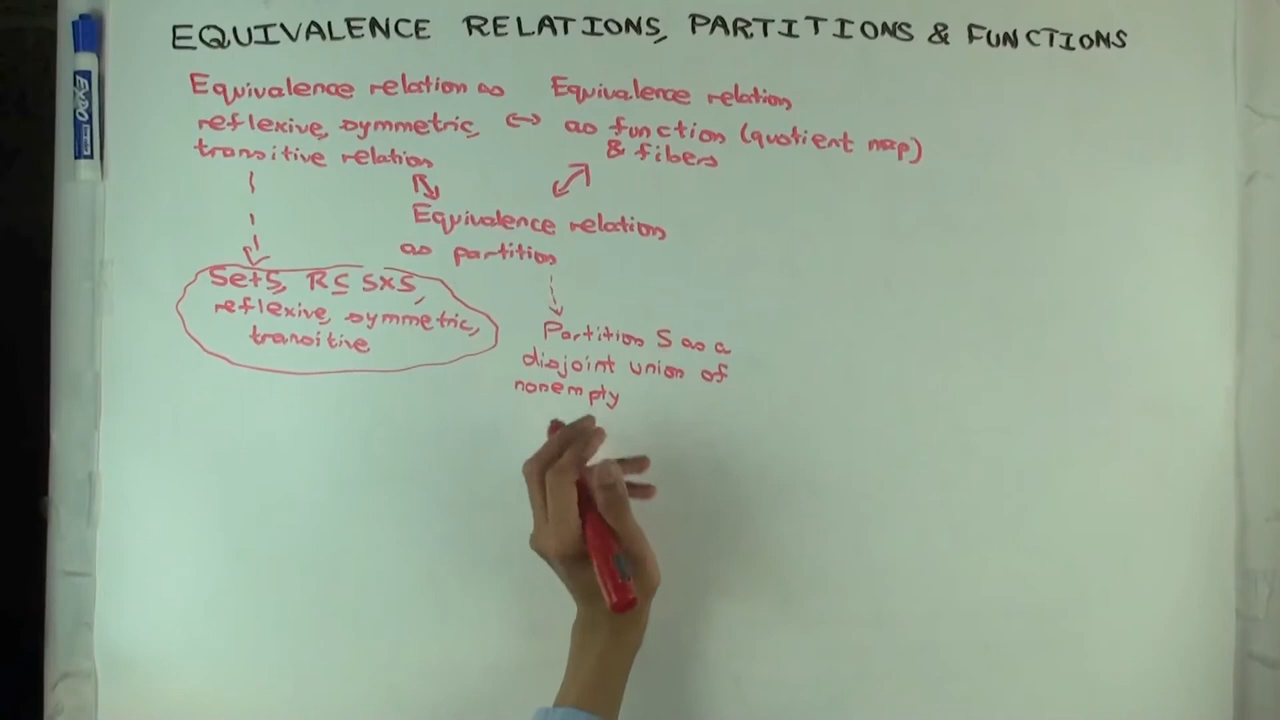 EQUIVALENCE RELATIONS, PARTITIONS & FUNCTIONS
EXPO
Equivalence relation as
reflexive, symmetric,
transitive relation
↔
Equivalence relation
as function (quotient map)
& fibers
Equivalence relation
as partition
Set S, R ⊆ S×S,
reflexive, symmetric,
transitive
Partition S as a
disjoint union of
nonempty